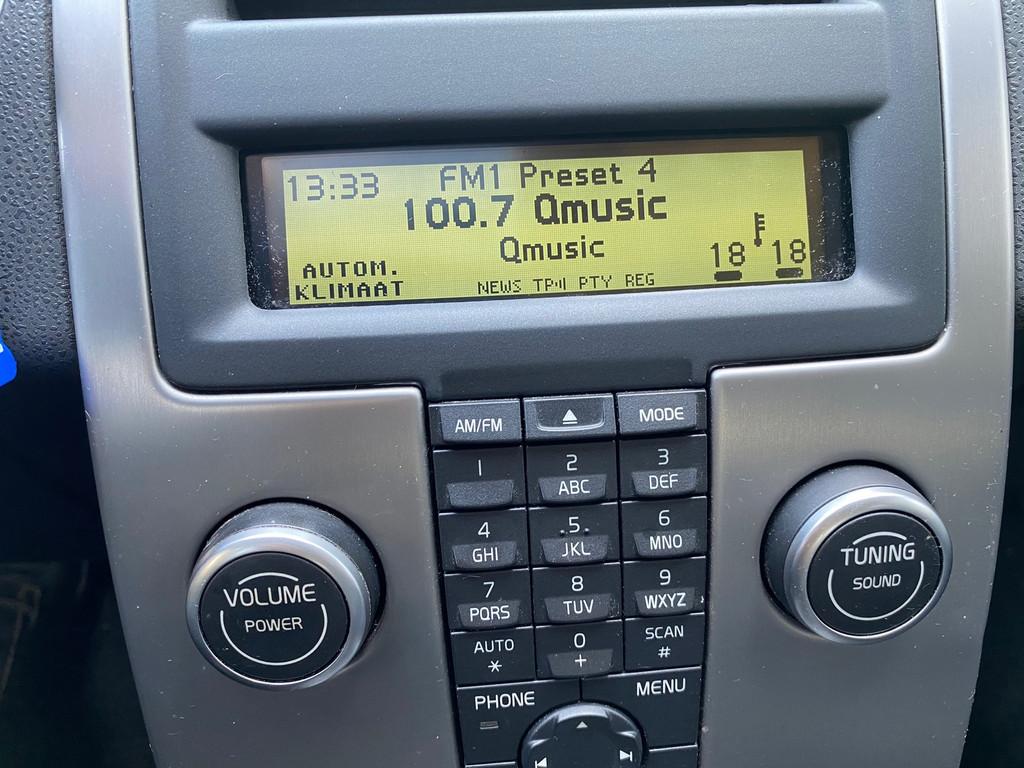 13:33 FM1 Preset 4
100.7 Qmusic
Qmusic
AUTOM.
KLIMAAT
NEWS TP PTY REG
18 18
AM/FM MODE
1 2 3
ABC DEF
4 5 6
GHI JKL MNO
7 8 9
PQRS TUV WXYZ
AUTO 0 SCAN
* + #
PHONE MENU
VOLUME
POWER
TUNING
SOUND